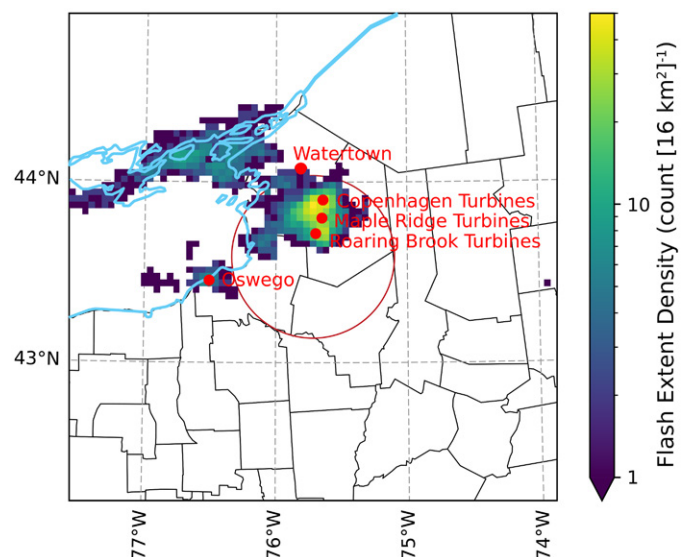 Watertown
44°N
Copenhagen Turbines
Maple Ridge Turbines
Roaring Brook Turbines
Oswego
43°N
77°W
76°W
75°W
74°W
10
1
Flash Extent Density (count [16 km²]⁻¹)